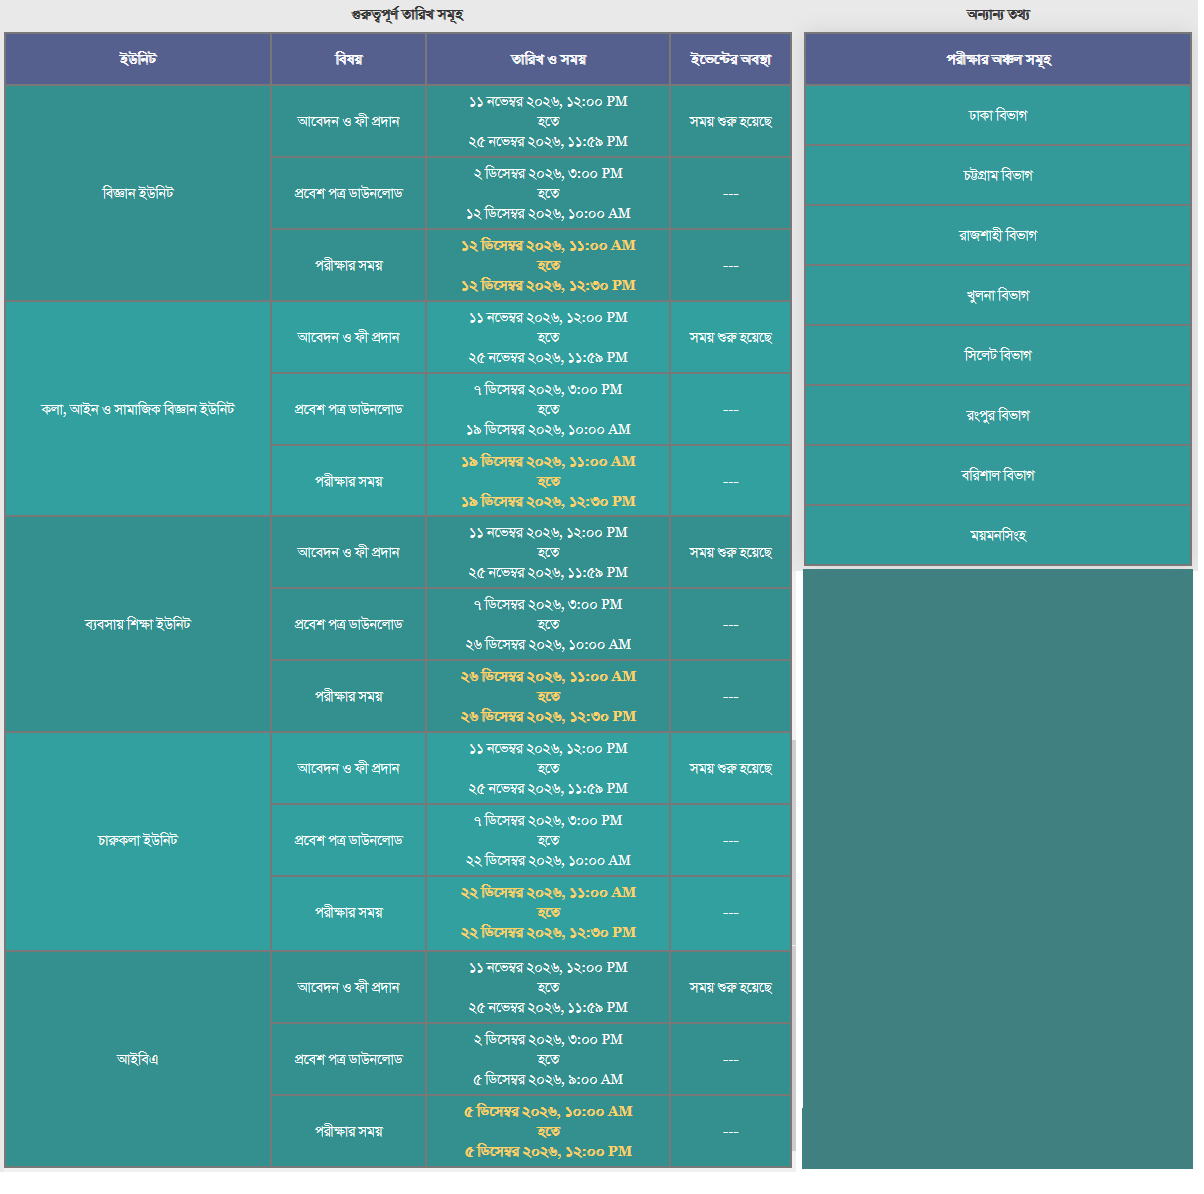 গুরুত্বপূর্ণ তারিখ সমূহ
ইউনিট বিষয় তারিখ ও সময় ইভেন্টের অবস্থা
বিজ্ঞান ইউনিট
আবেদন ও ফী প্রদান
১১ নভেম্বর ২০২৬, ১২:০০ PM
হতে
২৫ নভেম্বর ২০২৬, ১১:৫৯ PM
সময় শুরু হয়েছে
প্রবেশ পত্র ডাউনলোড
২ ডিসেম্বর ২০২৬, ৩:০০ PM
হতে
১২ ডিসেম্বর ২০২৬, ১০:০০ AM
---
পরীক্ষার সময়
১২ ডিসেম্বর ২০২৬, ১১:০০ AM
হতে
১২ ডিসেম্বর ২০২৬, ১২:৩০ PM
---
কলা, আইন ও সামাজিক বিজ্ঞান ইউনিট
আবেদন ও ফী প্রদান
১১ নভেম্বর ২০২৬, ১২:০০ PM
হতে
২৫ নভেম্বর ২০২৬, ১১:৫৯ PM
সময় শুরু হয়েছে
প্রবেশ পত্র ডাউনলোড
৭ ডিসেম্বর ২০২৬, ৩:০০ PM
হতে
১৯ ডিসেম্বর ২০২৬, ১০:০০ AM
---
পরীক্ষার সময়
১৯ ডিসেম্বর ২০২৬, ১১:০০ AM
হতে
১৯ ডিসেম্বর ২০২৬, ১২:৩০ PM
---
ব্যবসায় শিক্ষা ইউনিট
আবেদন ও ফী প্রদান
১১ নভেম্বর ২০২৬, ১২:০০ PM
হতে
২৫ নভেম্বর ২০২৬, ১১:৫৯ PM
সময় শুরু হয়েছে
প্রবেশ পত্র ডাউনলোড
৭ ডিসেম্বর ২০২৬, ৩:০০ PM
হতে
২৬ ডিসেম্বর ২০২৬, ১০:০০ AM
---
পরীক্ষার সময়
২৬ ডিসেম্বর ২০২৬, ১১:০০ AM
হতে
২৬ ডিসেম্বর ২০২৬, ১২:৩০ PM
---
চারুকলা ইউনিট
আবেদন ও ফী প্রদান
১১ নভেম্বর ২০২৬, ১২:০০ PM
হতে
২৫ নভেম্বর ২০২৬, ১১:৫৯ PM
সময় শুরু হয়েছে
প্রবেশ পত্র ডাউনলোড
৭ ডিসেম্বর ২০২৬, ৩:০০ PM
হতে
২২ ডিসেম্বর ২০২৬, ১০:০০ AM
---
পরীক্ষার সময়
২২ ডিসেম্বর ২০২৬, ১১:০০ AM
হতে
২২ ডিসেম্বর ২০২৬, ১২:৩০ PM
---
আইবিএ
আবেদন ও ফী প্রদান
১১ নভেম্বর ২০২৬, ১২:০০ PM
হতে
২৫ নভেম্বর ২০২৬, ১১:৫৯ PM
সময় শুরু হয়েছে
প্রবেশ পত্র ডাউনলোড
২ ডিসেম্বর ২০২৬, ৩:০০ PM
হতে
৫ ডিসেম্বর ২০২৬, ৯:০০ AM
---
পরীক্ষার সময়
৫ ডিসেম্বর ২০২৬, ১০:০০ AM
হতে
৫ ডিসেম্বর ২০২৬, ১২:০০ PM
---
অন্যান্য তথ্য
পরীক্ষার অঞ্চল সমূহ
ঢাকা বিভাগ
চট্টগ্রাম বিভাগ
রাজশাহী বিভাগ
খুলনা বিভাগ
সিলেট বিভাগ
রংপুর বিভাগ
বরিশাল বিভাগ
ময়মনসিংহ